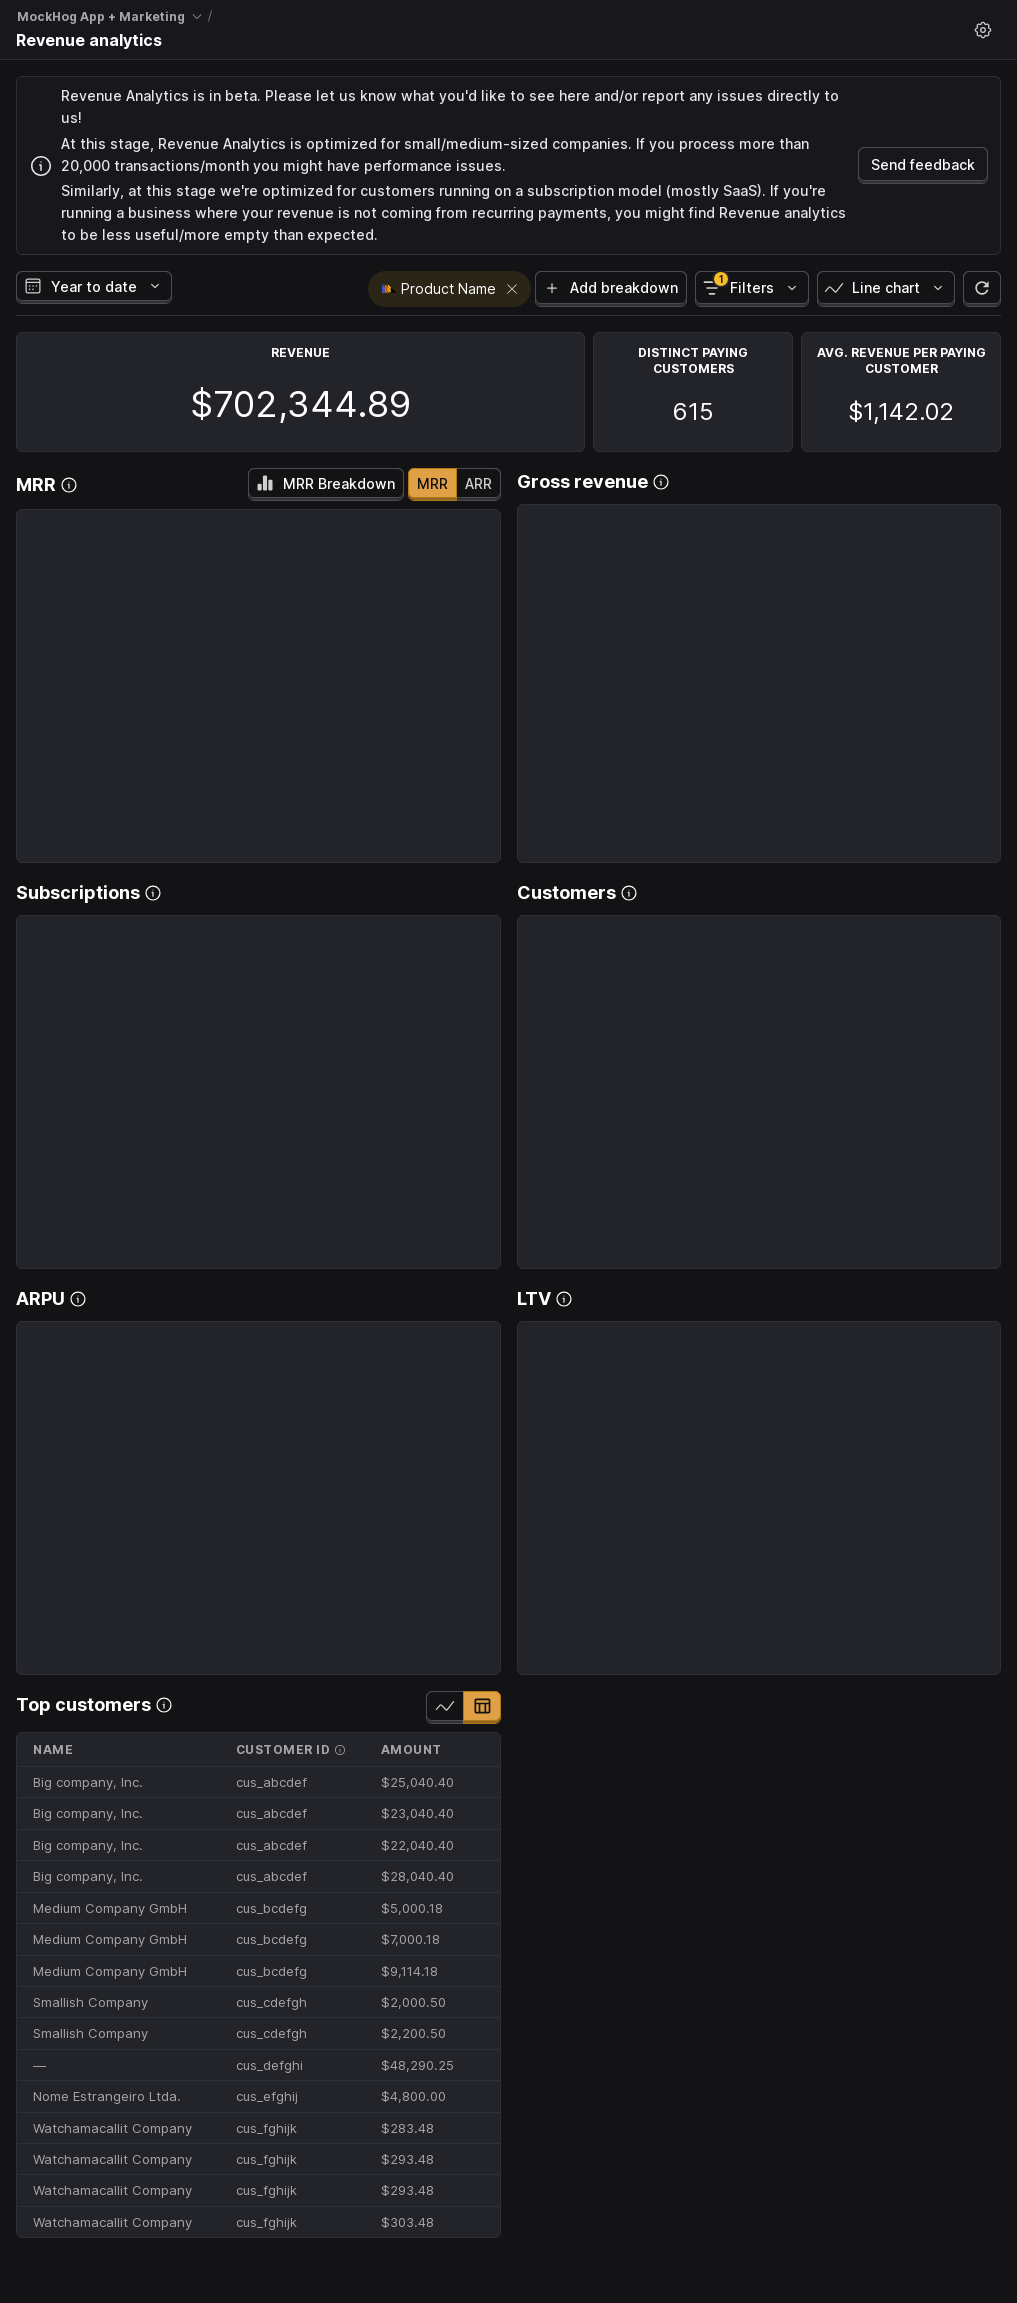 MockHog App + Marketing /
Revenue analytics
Revenue Analytics is in beta. Please let us know what you'd like to see here and/or report any issues directly to
us!
At this stage, Revenue Analytics is optimized for small/medium-sized companies. If you process more than
20,000 transactions/month you might have performance issues.
Similarly, at this stage we're optimized for customers running on a subscription model (mostly SaaS). If you're
running a business where your revenue is not coming from recurring payments, you might find Revenue analytics
to be less useful/more empty than expected.
Send feedback
Year to date
Product Name
Add breakdown
1
Filters
Line chart
REVENUE
$702,344.89
DISTINCT PAYING
CUSTOMERS
615
AVG. REVENUE PER PAYING
CUSTOMER
$1,142.02
MRR
MRR Breakdown
MRR
ARR
Gross revenue
Subscriptions
Customers
ARPU
LTV
Top customers
NAME CUSTOMER ID AMOUNT
Big company, Inc. cus_abcdef $25,040.40
Big company, Inc. cus_abcdef $23,040.40
Big company, Inc. cus_abcdef $22,040.40
Big company, Inc. cus_abcdef $28,040.40
Medium Company GmbH cus_bcdefg $5,000.18
Medium Company GmbH cus_bcdefg $7,000.18
Medium Company GmbH cus_bcdefg $9,114.18
Smallish Company cus_cdefgh $2,000.50
Smallish Company cus_cdefgh $2,200.50
— cus_defghi $48,290.25
Nome Estrangeiro Ltda. cus_efghij $4,800.00
Watchamacallit Company cus_fghijk $283.48
Watchamacallit Company cus_fghijk $293.48
Watchamacallit Company cus_fghijk $293.48
Watchamacallit Company cus_fghijk $303.48